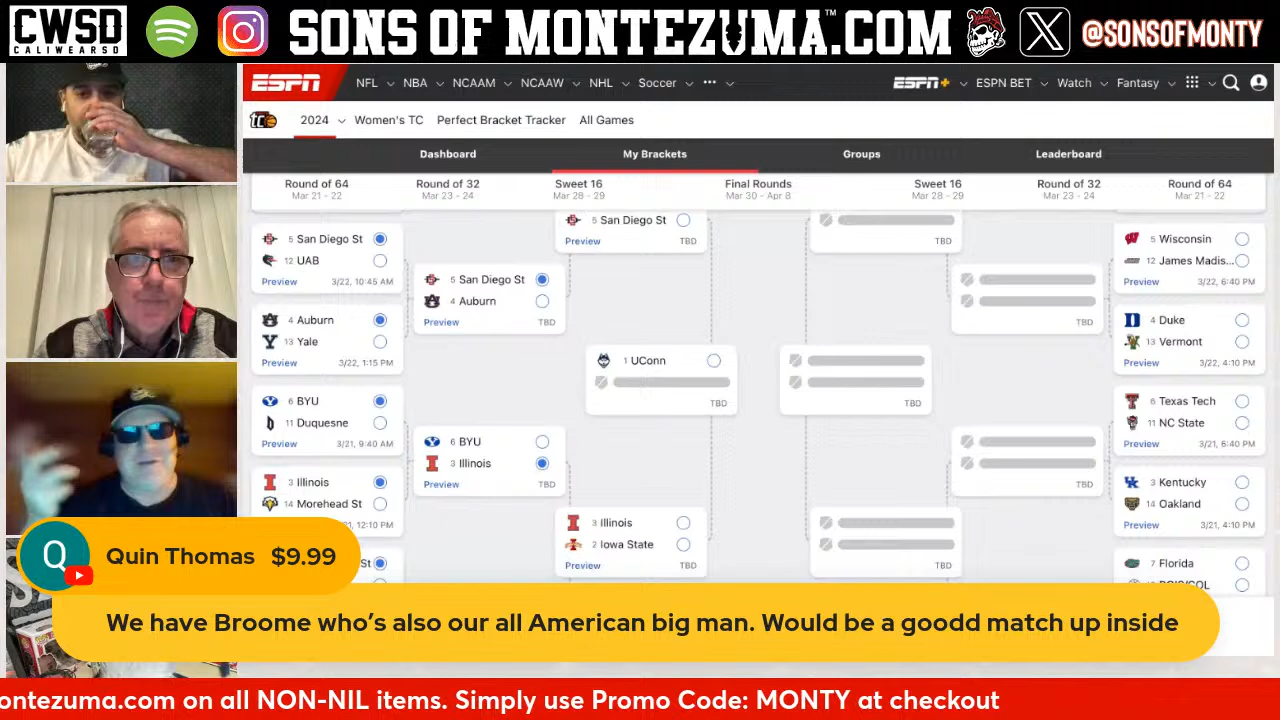 CWSD
CALIWEARSD
SONS OF MONTEZUMA.COM™
@SONSOFMONTY
ESPN
NFL
NBA
NCAAM
NCAAW
NHL
Soccer
ESPN+
ESPN BET
Watch
Fantasy
tc
2024
Women's TC
Perfect Bracket Tracker
All Games
Dashboard
My Brackets
Groups
Leaderboard
Round of 64
Mar 21 - 22
Round of 32
Mar 23 - 24
Sweet 16
Mar 28 - 29
Final Rounds
Mar 30 - Apr 8
Sweet 16
Mar 28 - 29
Round of 32
Mar 23 - 24
Round of 64
Mar 21 - 22
5 San Diego St
12 UAB
Preview 3/22, 10:45 AM
4 Auburn
13 Yale
Preview 3/22, 1:15 PM
6 BYU
11 Duquesne
Preview 3/21, 9:40 AM
3 Illinois
14 Morehead St
12:10 PM
St
5 San Diego St
4 Auburn
Preview TBD
6 BYU
3 Illinois
Preview TBD
5 San Diego St
Preview TBD
1 UConn
TBD
3 Illinois
2 Iowa State
Preview TBD
TBD
TBD
TBD
TBD
TBD
5 Wisconsin
12 James Madis...
Preview 3/22, 6:40 PM
4 Duke
13 Vermont
Preview 3/22, 4:10 PM
6 Texas Tech
11 NC State
Preview 3/21, 6:40 PM
3 Kentucky
14 Oakland
Preview 3/21, 4:10 PM
7 Florida
Q
Quin Thomas $9.99
We have Broome who's also our all American big man. Would be a goodd match up inside
ontezuma.com on all NON-NIL items. Simply use Promo Code: MONTY at checkout